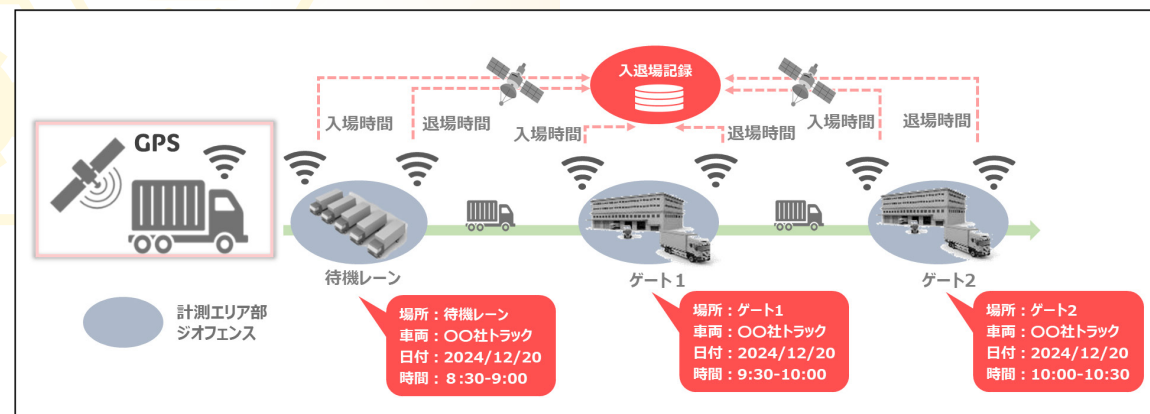 入退場記録
入場時間
退場時間
入場時間
退場時間
入場時間
退場時間
GPS
待機レーン
ゲート1
ゲート2
計測エリア部
ジオフェンス
場所：待機レーン
車両：〇〇社トラック
日付：2024/12/20
時間：8:30-9:00
場所：ゲート1
車両：〇〇社トラック
日付：2024/12/20
時間：9:30-10:00
場所：ゲート2
車両：〇〇社トラック
日付：2024/12/20
時間：10:00-10:30